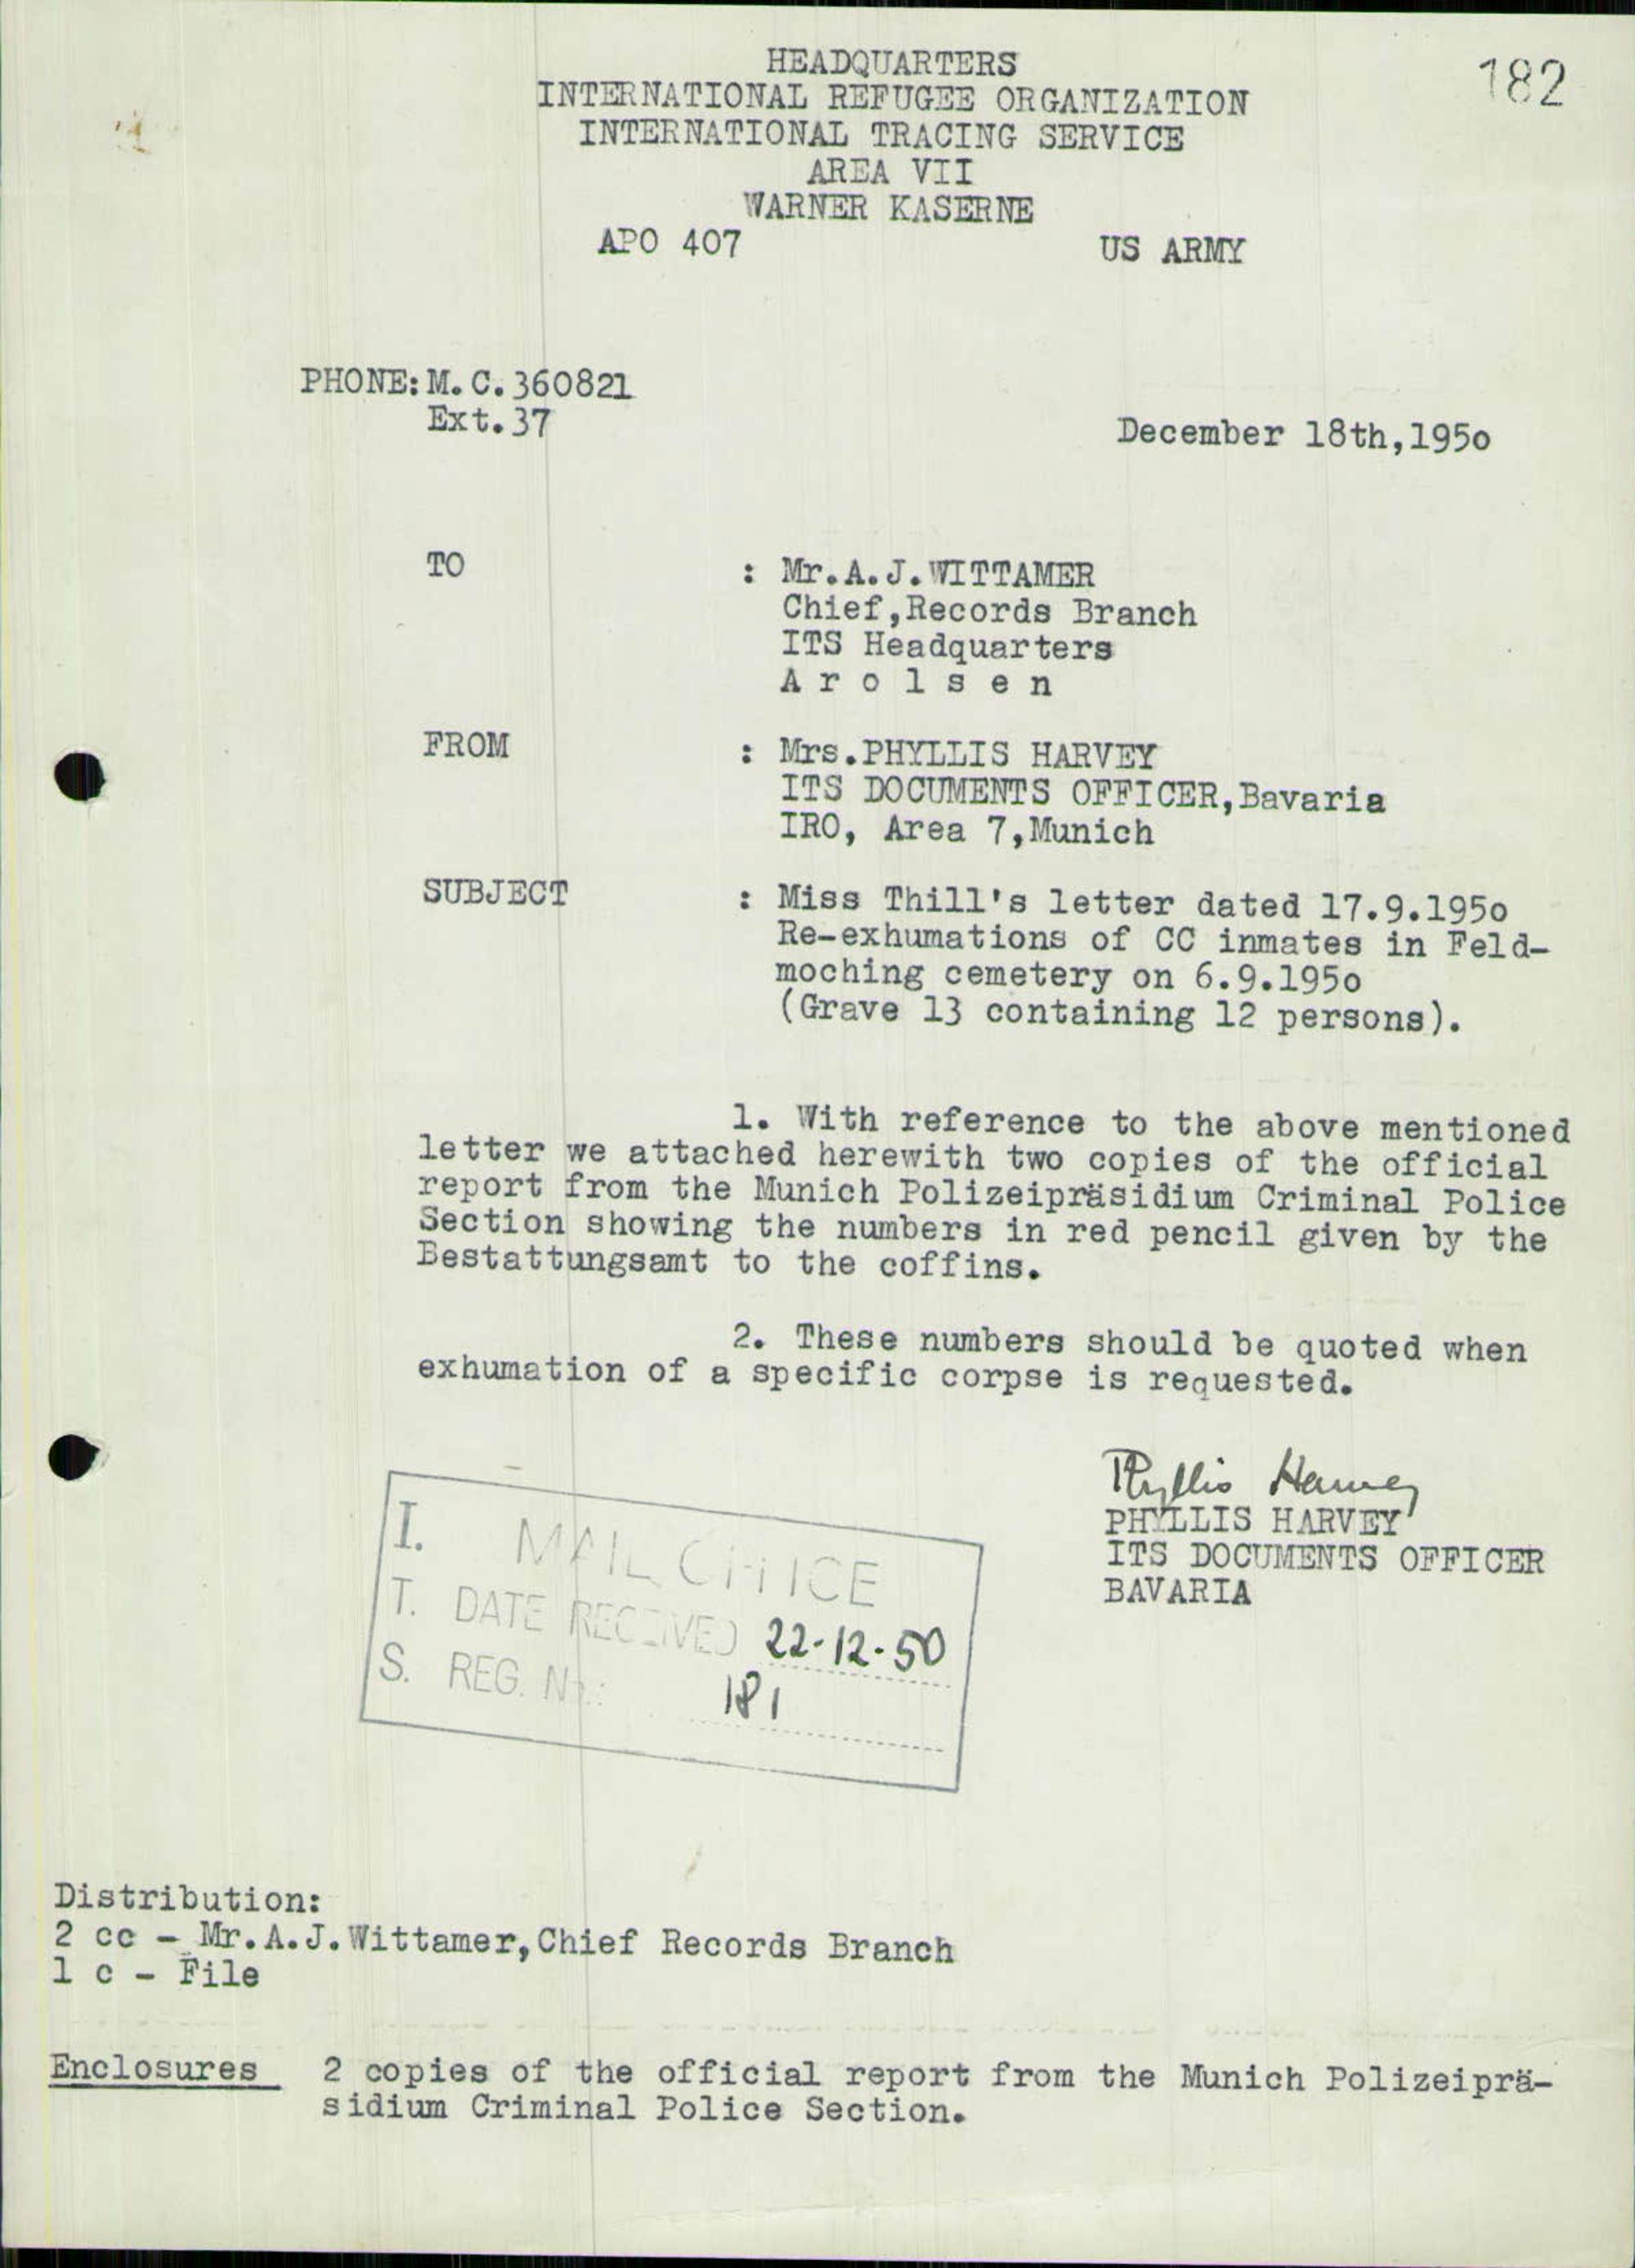 182
HEADQUARTERS
INTERNATIONAL REFUGEE ORGANIZATION
INTERNATIONAL TRACING SERVICE
AREA VII
WARNER KASERNE
APO 407 US ARMY
PHONE: M. C. 360821
Ext. 37
December 18th, 195o
TO : Mr. A. J. WITTAMER
Chief, Records Branch
ITS Headquarters
A r o l s e n
FROM : Mrs. PHYLLIS HARVEY
ITS DOCUMENTS OFFICER, Bavaria
IRO, Area 7, Munich
SUBJECT : Miss Thill's letter dated 17.9.195o
Re-exhumations of CC inmates in Feld-
moching cemetery on 6.9.195o
(Grave 13 containing 12 persons).
1. With reference to the above mentioned
letter we attached herewith two copies of the official
report from the Munich Polizeipräsidium Criminal Police
Section showing the numbers in red pencil given by the
Bestattungsamt to the coffins.
2. These numbers should be quoted when
exhumation of a specific corpse is requested.
Phyllis Harvey
PHYLLIS HARVEY
ITS DOCUMENTS OFFICER
BAVARIA
I. MAIL OFFICE
T. DATE RECEIVED 22-12-50
S. REG. No.: 181
Distribution:
2 cc - Mr. A. J. Wittamer, Chief Records Branch
1 c - File
Enclosures 2 copies of the official report from the Munich Polizeiprä-
sidium Criminal Police Section.